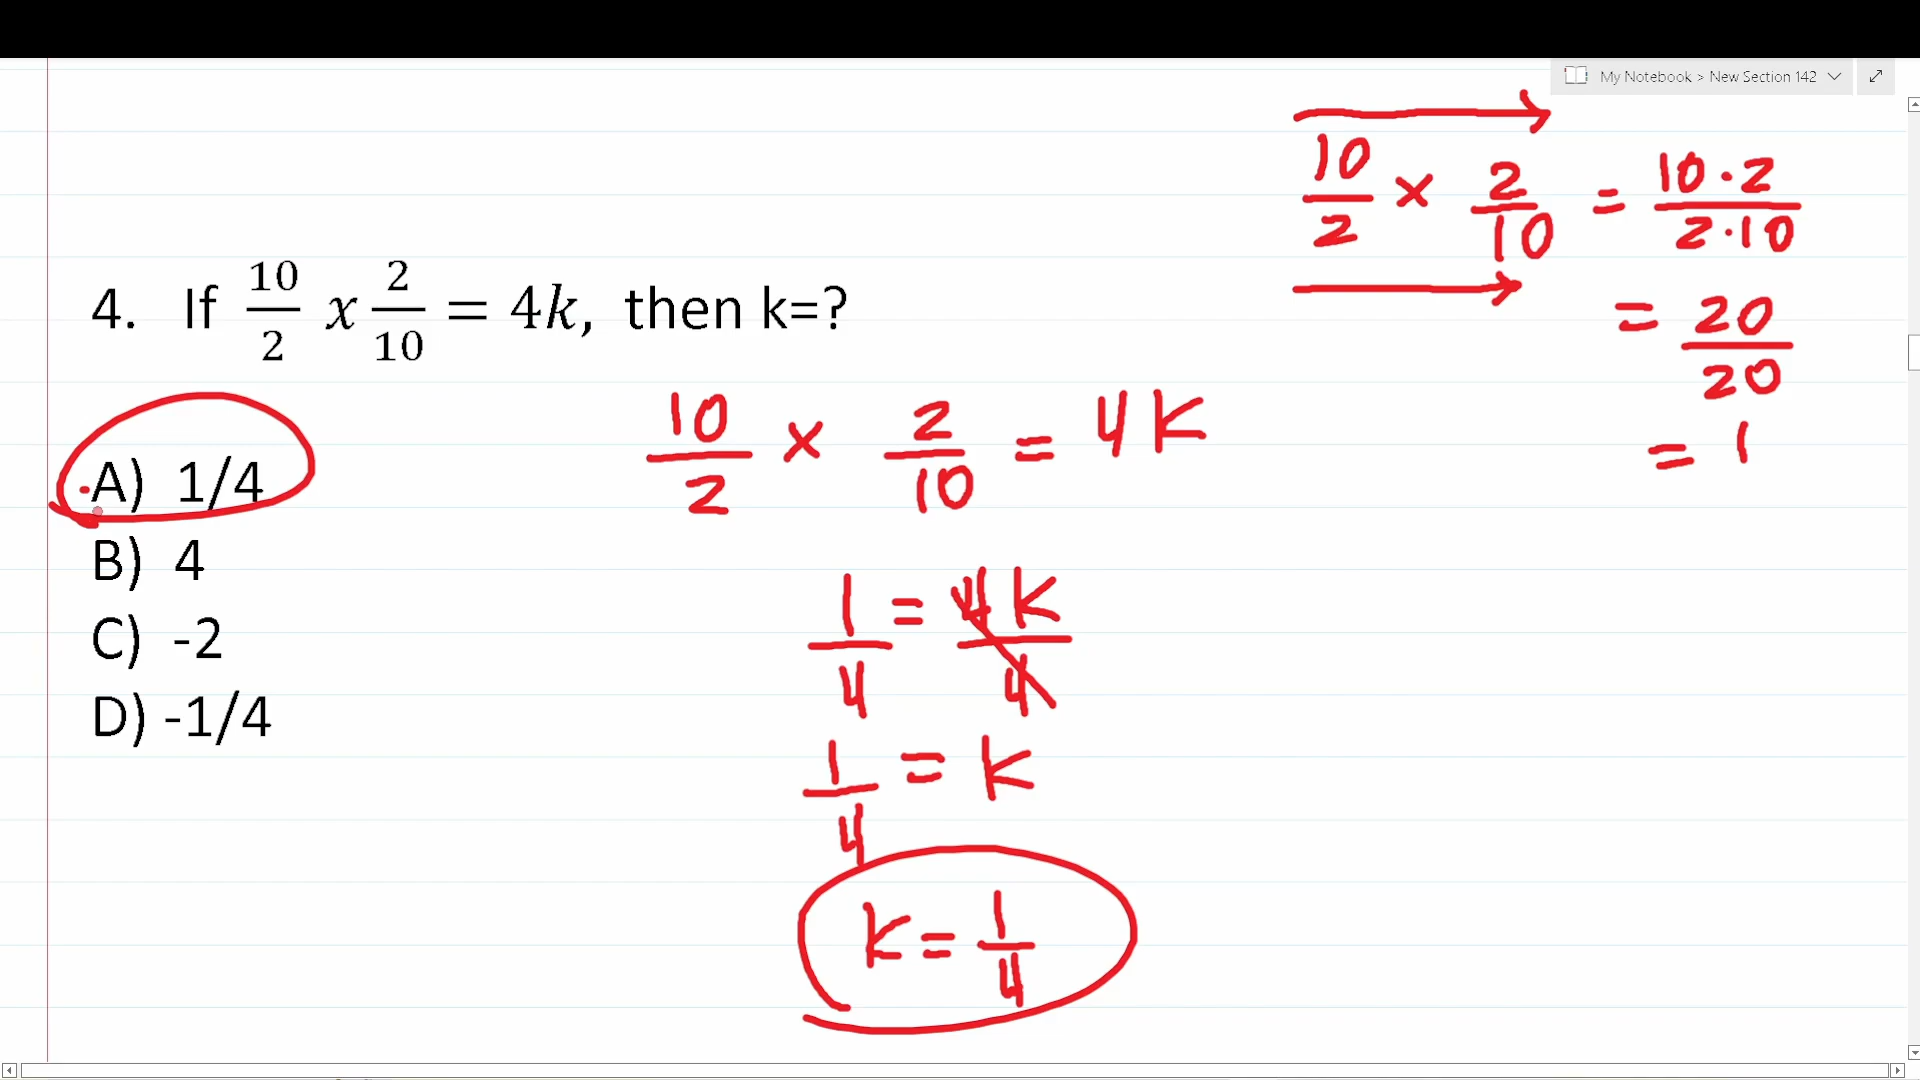 My Notebook > New Section 142
10/2 × 2/10 = 10·2/2·10
= 20/20
= 1
4. If 10/2 x 2/10 = 4k, then k=?
10/2 × 2/10 = 4K
A) 1/4
B) 4
C) -2
D) -1/4
1/4 = 4K/4
1/4 = K
K = 1/4